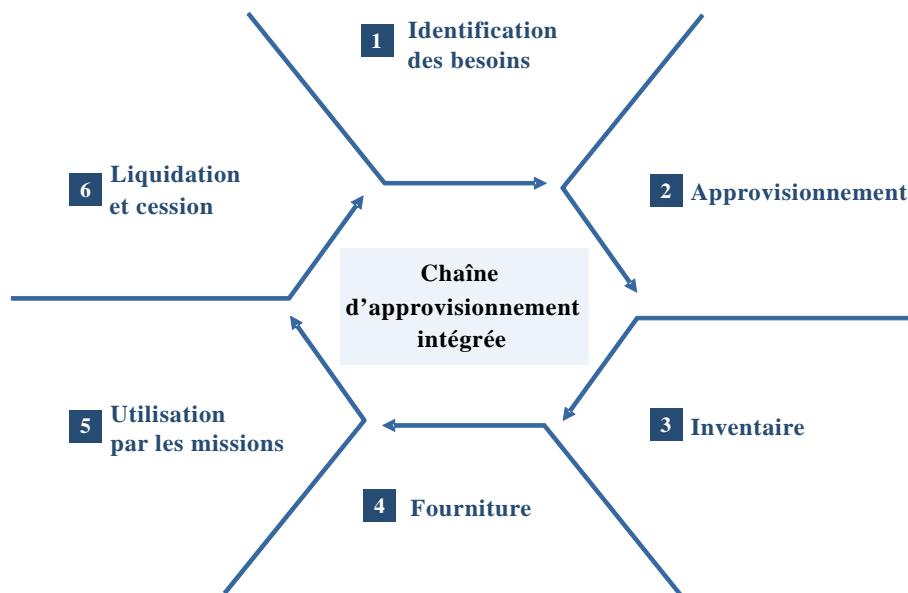 1 Identification
des besoins
2 Approvisionnement
3 Inventaire
4 Fourniture
5 Utilisation
par les missions
6 Liquidation
et cession
Chaîne
d’approvisionnement
intégrée